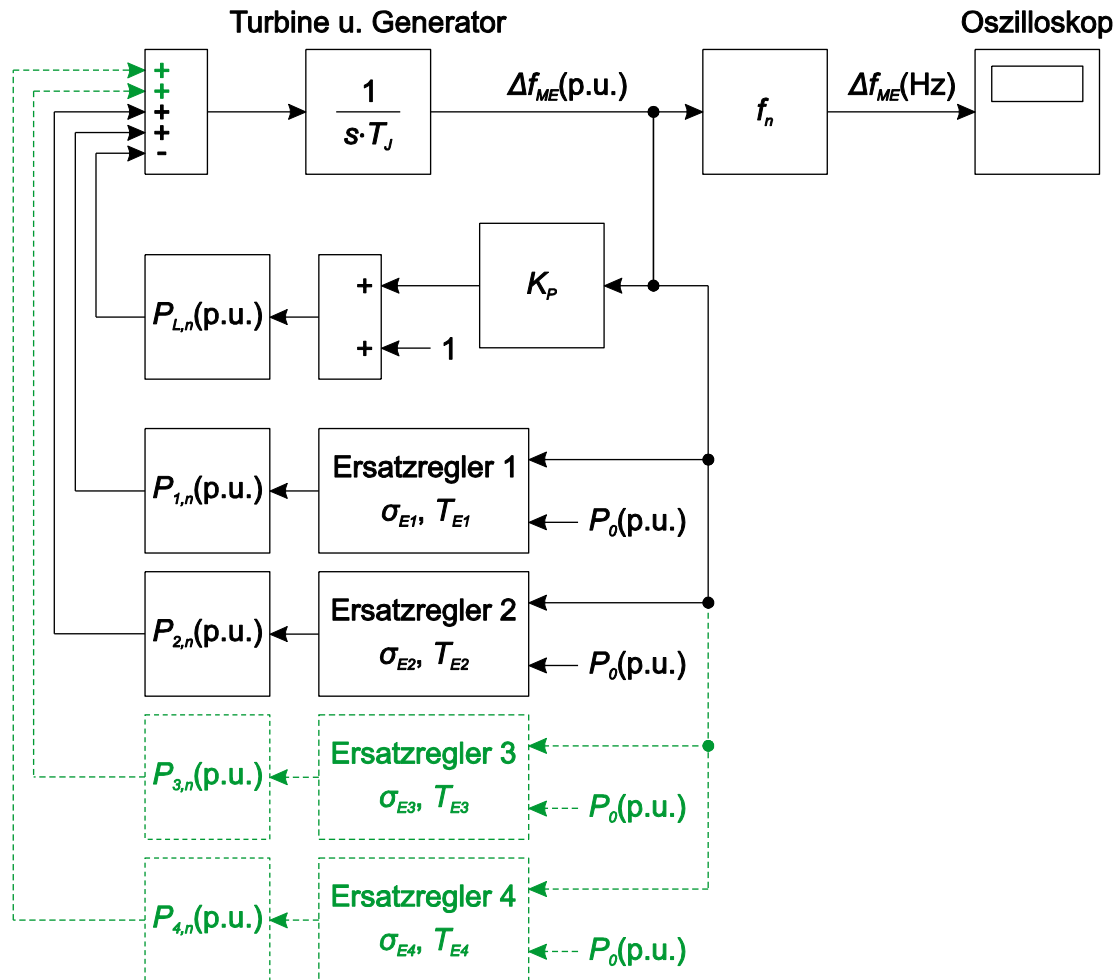 Turbine u. Generator
Oszilloskop
+
+
+
+
-
1
s·T_J
Δf_ME(p.u.)
f_n
Δf_ME(Hz)
P_L,n(p.u.)
+
+
1
K_P
P_1,n(p.u.)
Ersatzregler 1
σ_E1, T_E1
P_0(p.u.)
P_2,n(p.u.)
Ersatzregler 2
σ_E2, T_E2
P_0(p.u.)
P_3,n(p.u.)
Ersatzregler 3
σ_E3, T_E3
P_0(p.u.)
P_4,n(p.u.)
Ersatzregler 4
σ_E4, T_E4
P_0(p.u.)